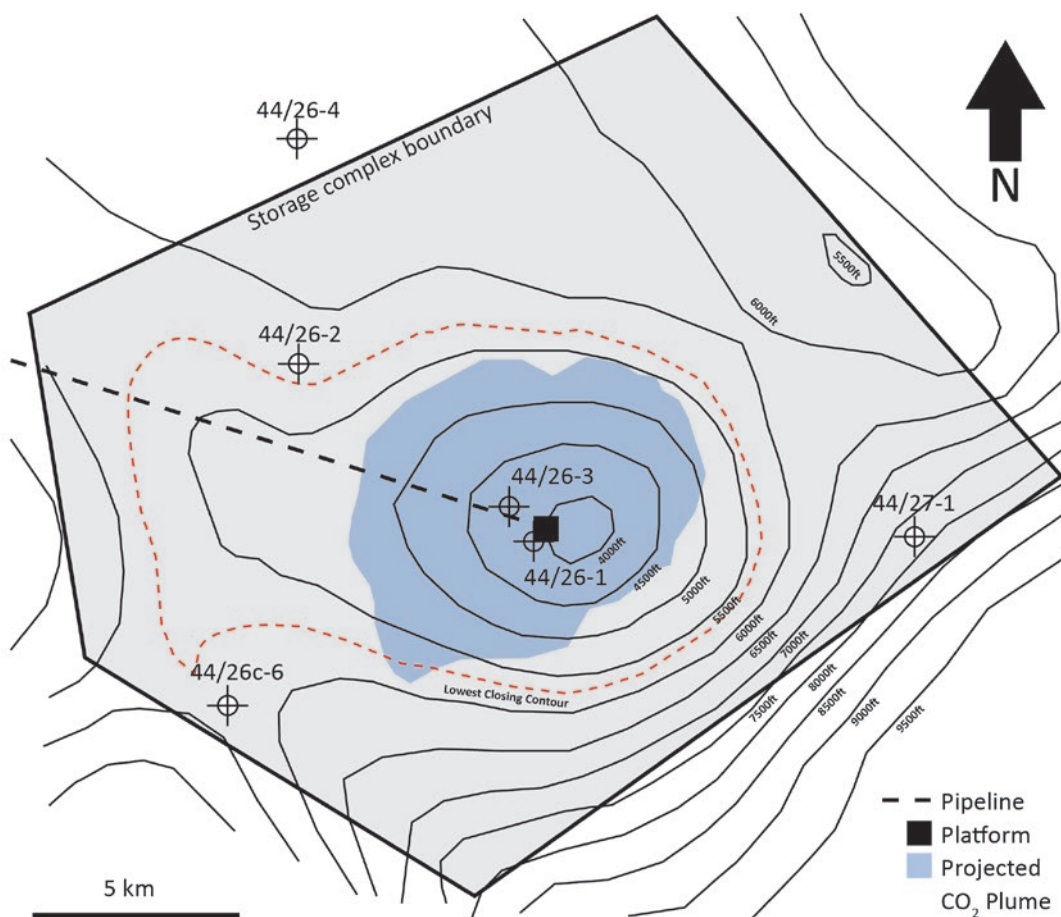 44/26-4
Storage complex boundary
N
5500ft
6000ft
44/26-2
44/26-3
44/27-1
4000ft
44/26-1
4500ft
5000ft
5500ft
6000ft
6500ft
7000ft
44/26c-6
Lowest Closing Contour
7500ft
8000ft
8500ft
9000ft
9500ft
Pipeline
Platform
Projected
CO₂ Plume
5 km